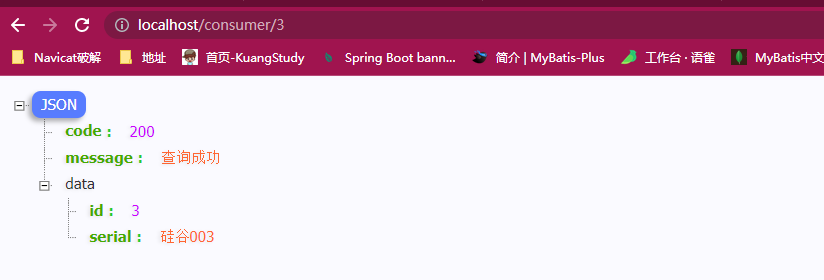 localhost/consumer/3
Navicat破解 地址 首页-KuangStudy Spring Boot bann... 简介 | MyBatis-Plus 工作台 · 语雀 MyBatis中文
JSON
code : 200
message : 查询成功
data
id : 3
serial : 硅谷003